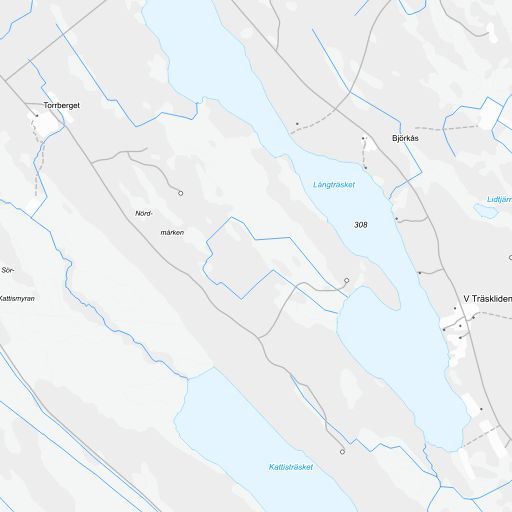 Torrberget
Björkås
Långträsket
Lidtjärn
Nörd-
märken
308
Sör-
Kattismyran
V Träskliden
Kattisträsket